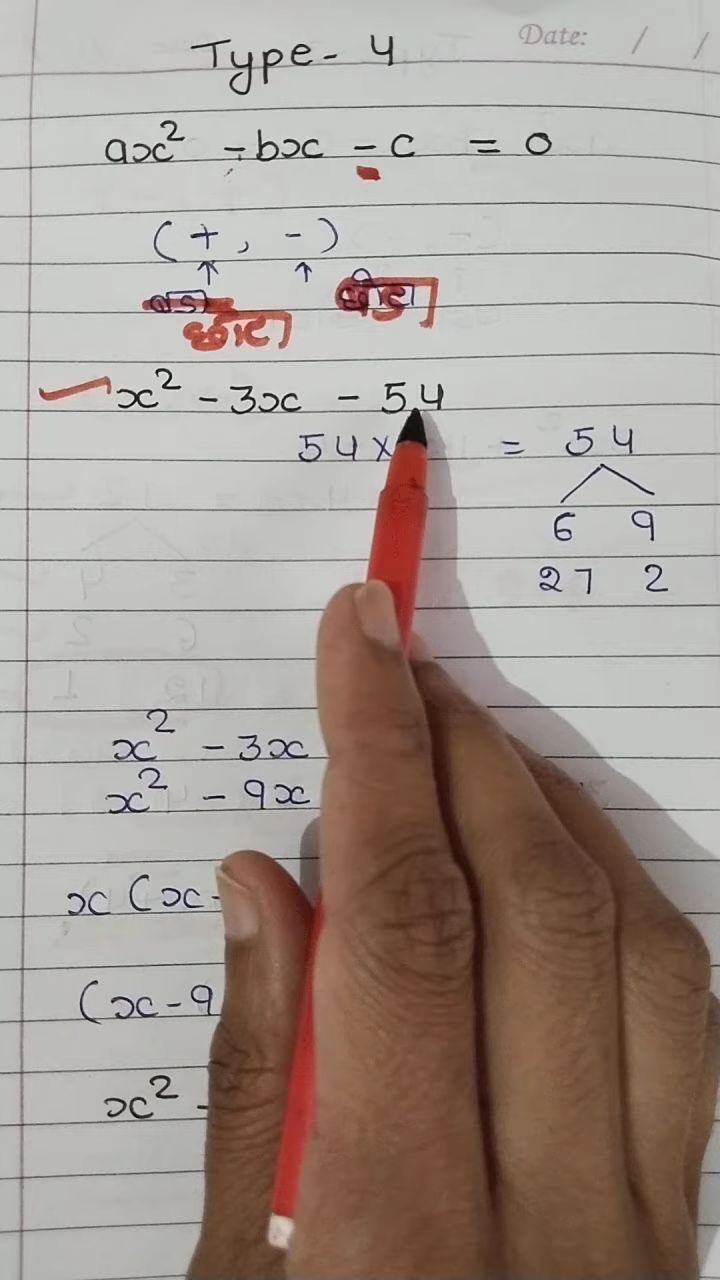 Date: / /
Type - 4
ax² - bx - c = 0
(+, -)
↑ ↑
छोटा
x² - 3x - 54
54 × = 54
6 9
27 2
x² - 3x
x² - 9x
x (x -
(x - 9
x² -